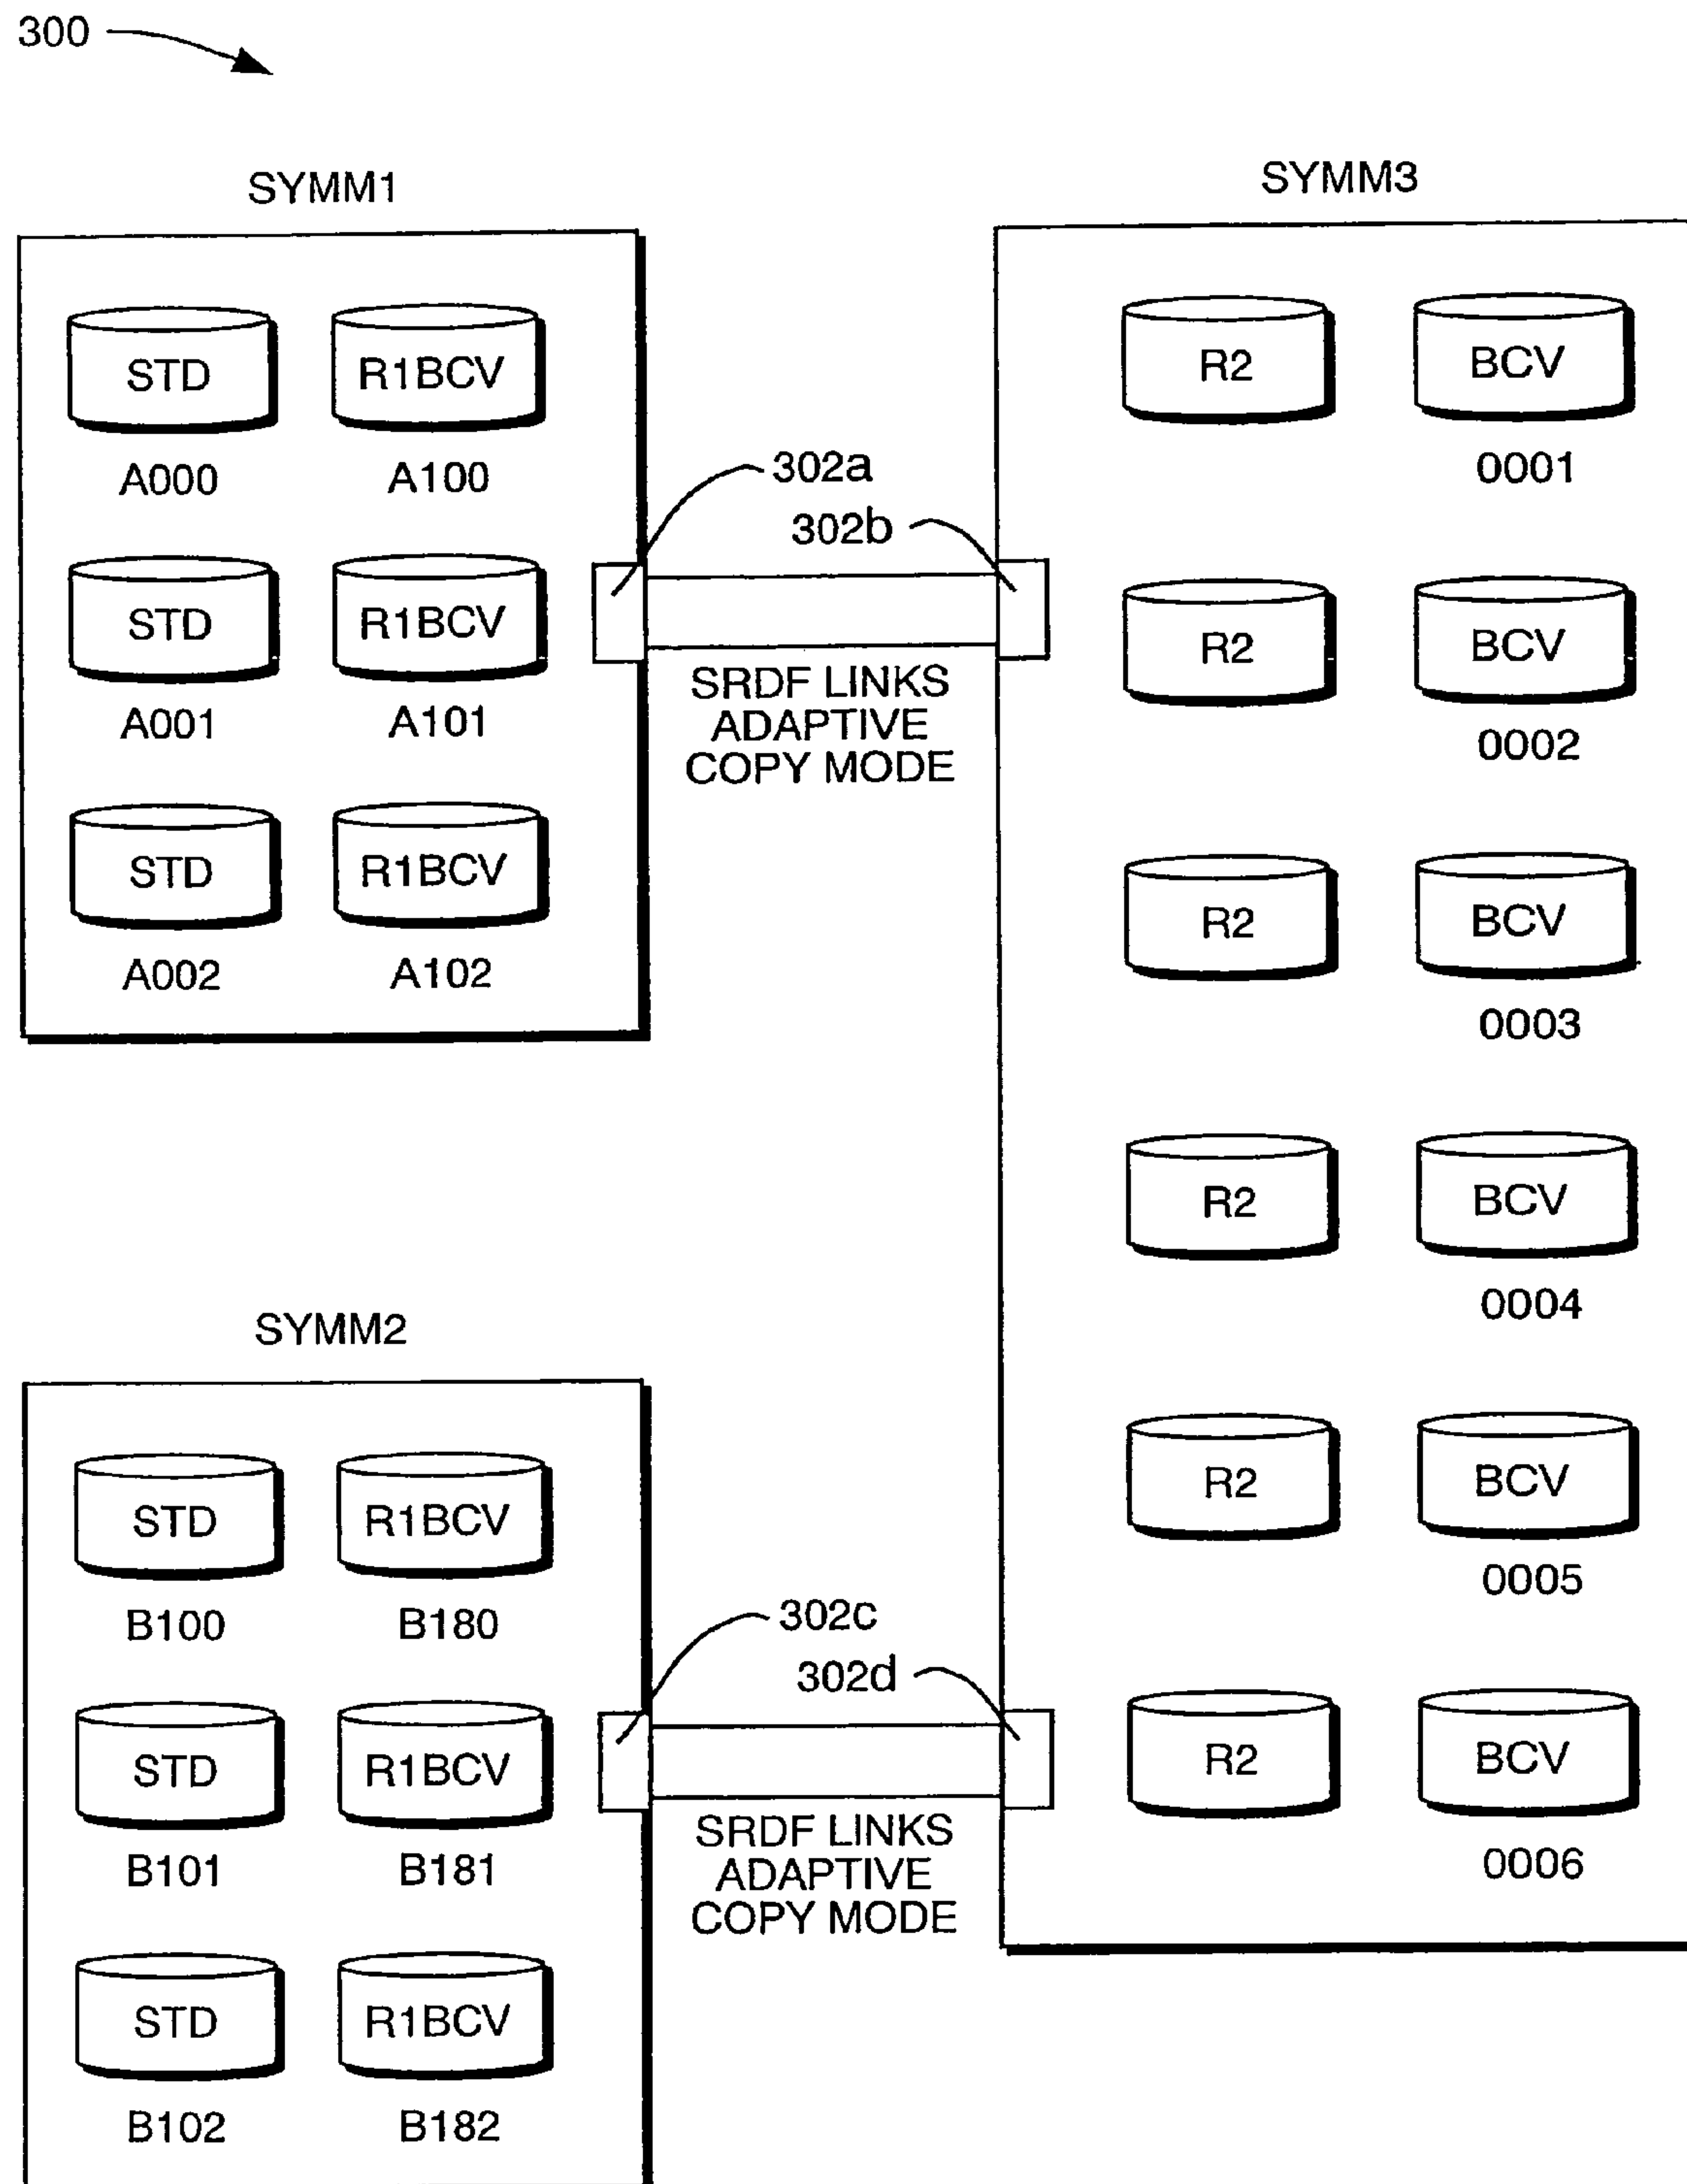 300
SYMM1
SYMM3
STD R1BCV
A000 A100
STD R1BCV
A001 A101
STD R1BCV
A002 A102
302a
302b
SRDF LINKS
ADAPTIVE
COPY MODE
R2 BCV
0001
R2 BCV
0002
R2 BCV
0003
R2 BCV
0004
R2 BCV
0005
R2 BCV
0006
SYMM2
STD R1BCV
B100 B180
STD R1BCV
B101 B181
STD R1BCV
B102 B182
302c
302d
SRDF LINKS
ADAPTIVE
COPY MODE